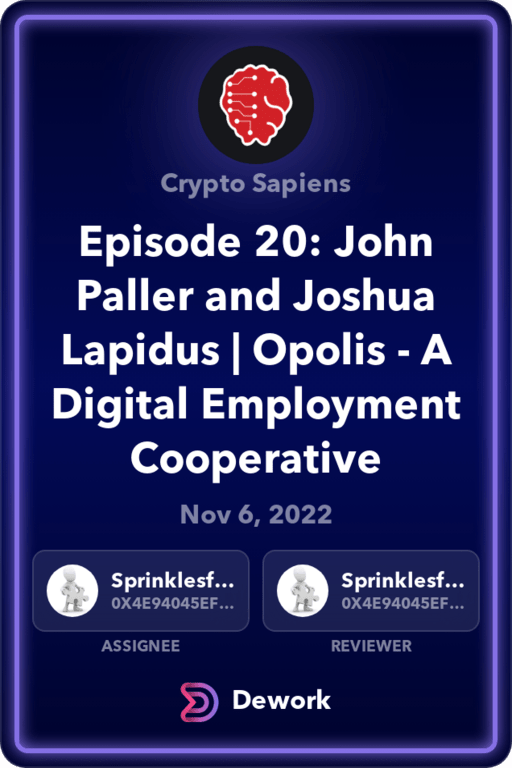 Crypto Sapiens
Episode 20: John
Paller and Joshua
Lapidus | Opolis - A
Digital Employment
Cooperative
Nov 6, 2022
Sprinklesf...
0X4E94045EF...
ASSIGNEE
Sprinklesf...
0X4E94045EF...
REVIEWER
Dework